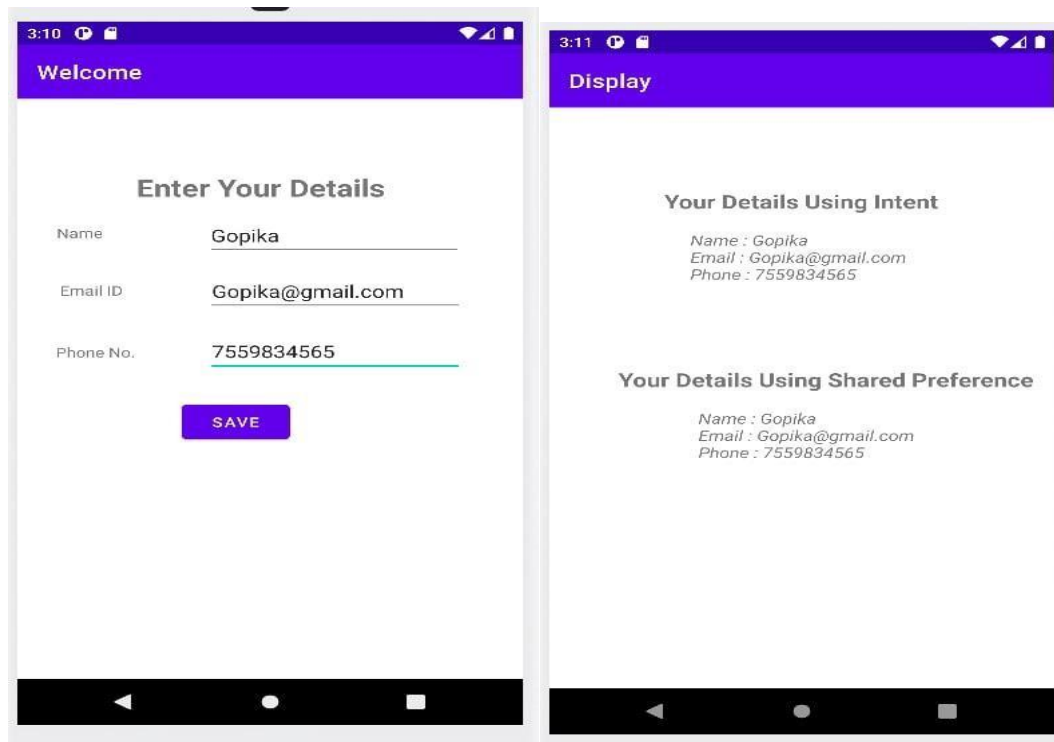 3:10
Welcome
Enter Your Details
Name
Gopika
Email ID
Gopika@gmail.com
Phone No.
7559834565
SAVE
3:11
Display
Your Details Using Intent
Name : Gopika
Email : Gopika@gmail.com
Phone : 7559834565
Your Details Using Shared Preference
Name : Gopika
Email : Gopika@gmail.com
Phone : 7559834565